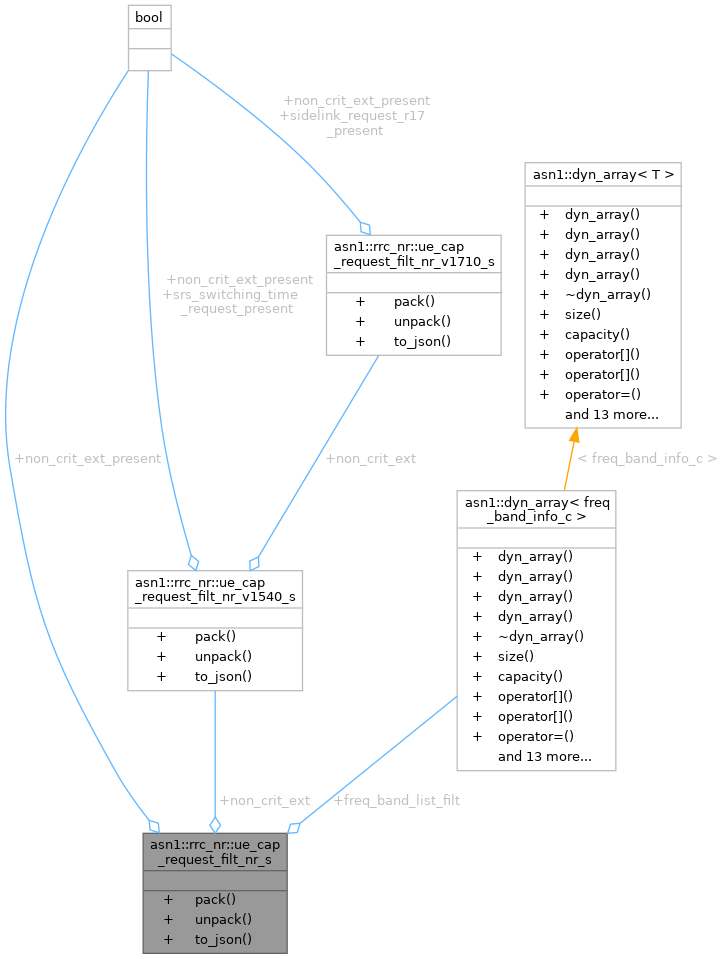 bool
+non_crit_ext_present
+sidelink_request_r17
_present
asn1::dyn_array< T >
+ dyn_array()
+ dyn_array()
+ dyn_array()
+ dyn_array()
+ ~dyn_array()
+ size()
+ capacity()
+ operator[]()
+ operator[]()
+ operator=()
and 13 more...
asn1::rrc_nr::ue_cap
_request_filt_nr_v1710_s
+ pack()
+ unpack()
+ to_json()
+non_crit_ext_present
+srs_switching_time
_request_present
+non_crit_ext_present
+non_crit_ext
< freq_band_info_c >
asn1::dyn_array< freq
_band_info_c >
+ dyn_array()
+ dyn_array()
+ dyn_array()
+ dyn_array()
+ ~dyn_array()
+ size()
+ capacity()
+ operator[]()
+ operator[]()
+ operator=()
and 13 more...
asn1::rrc_nr::ue_cap
_request_filt_nr_v1540_s
+ pack()
+ unpack()
+ to_json()
+non_crit_ext
+freq_band_list_filt
asn1::rrc_nr::ue_cap
_request_filt_nr_s
+ pack()
+ unpack()
+ to_json()